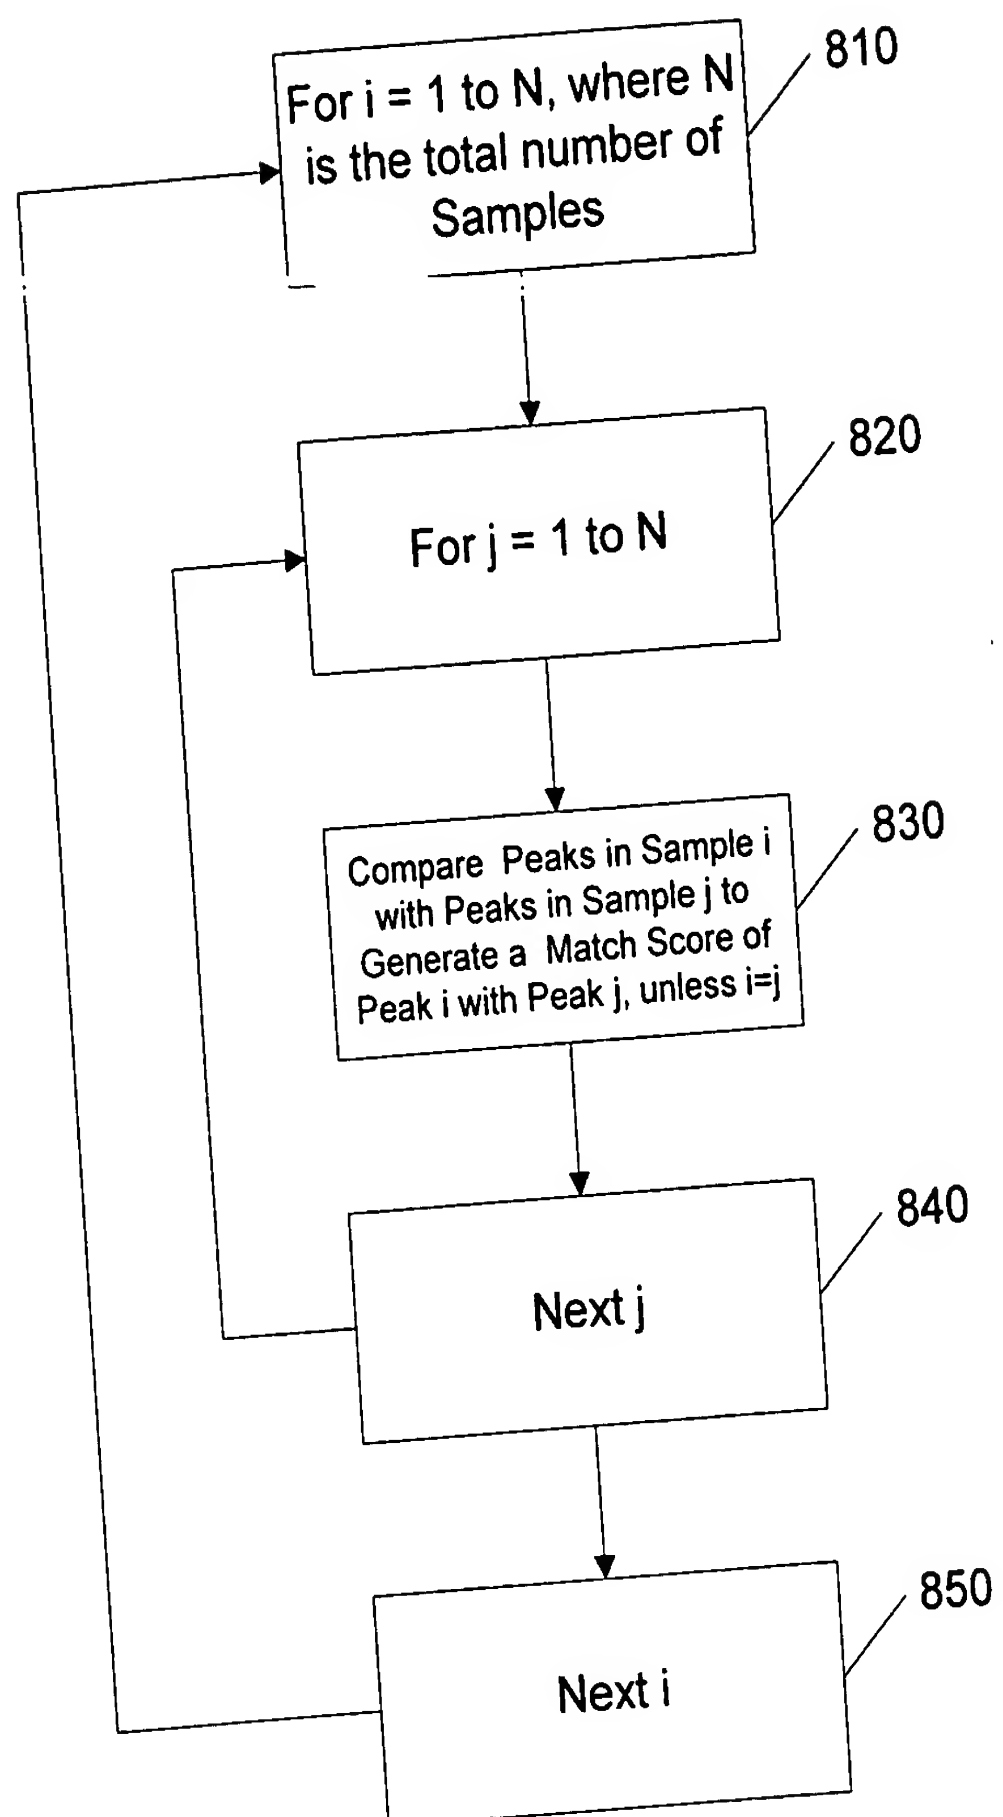 810
For i = 1 to N, where N
is the total number of
Samples
820
For j = 1 to N
830
Compare Peaks in Sample i
with Peaks in Sample j to
Generate a Match Score of
Peak i with Peak j, unless i=j
840
Next j
850
Next i